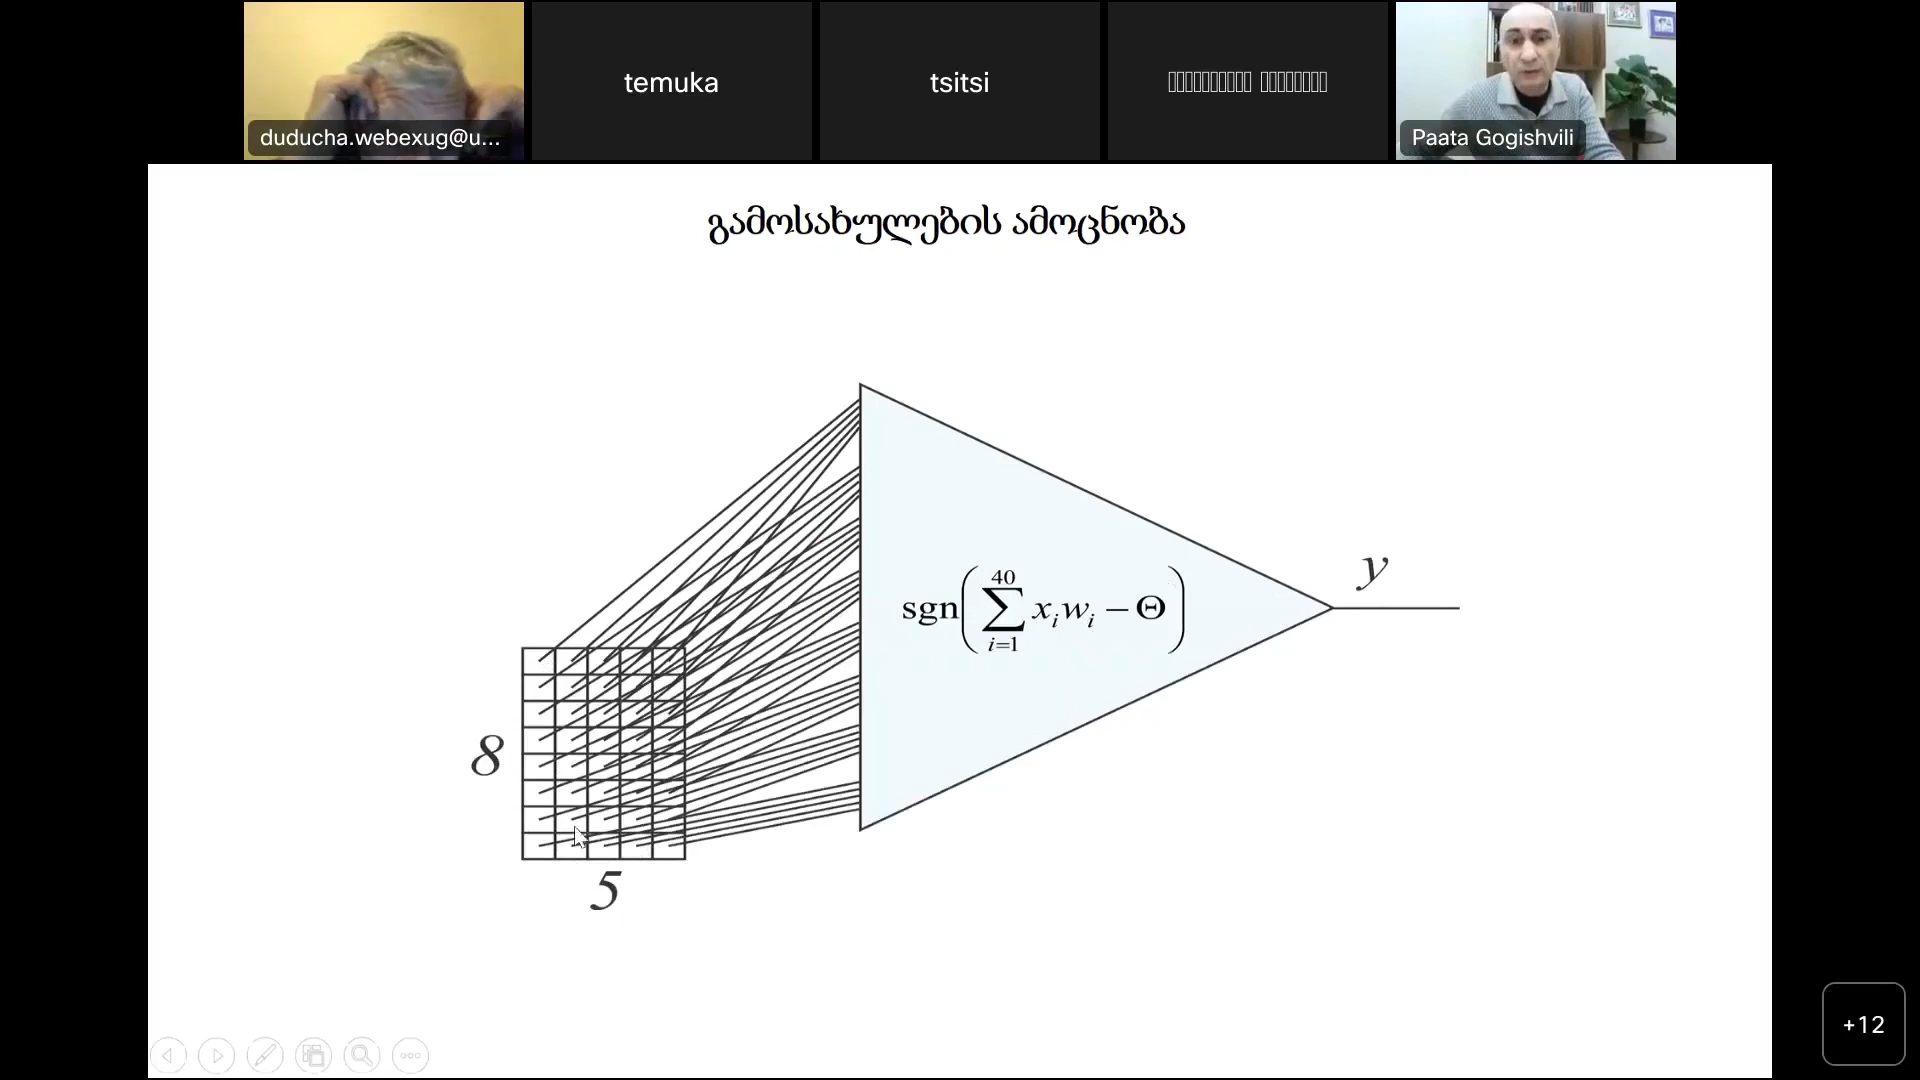 duducha.webexug@u...
temuka
tsitsi
Paata Gogishvili
გამოსახულების ამოცნობა
y
sgn(∑_{i=1}^{40} x_i w_i − Θ)
8
5
+12